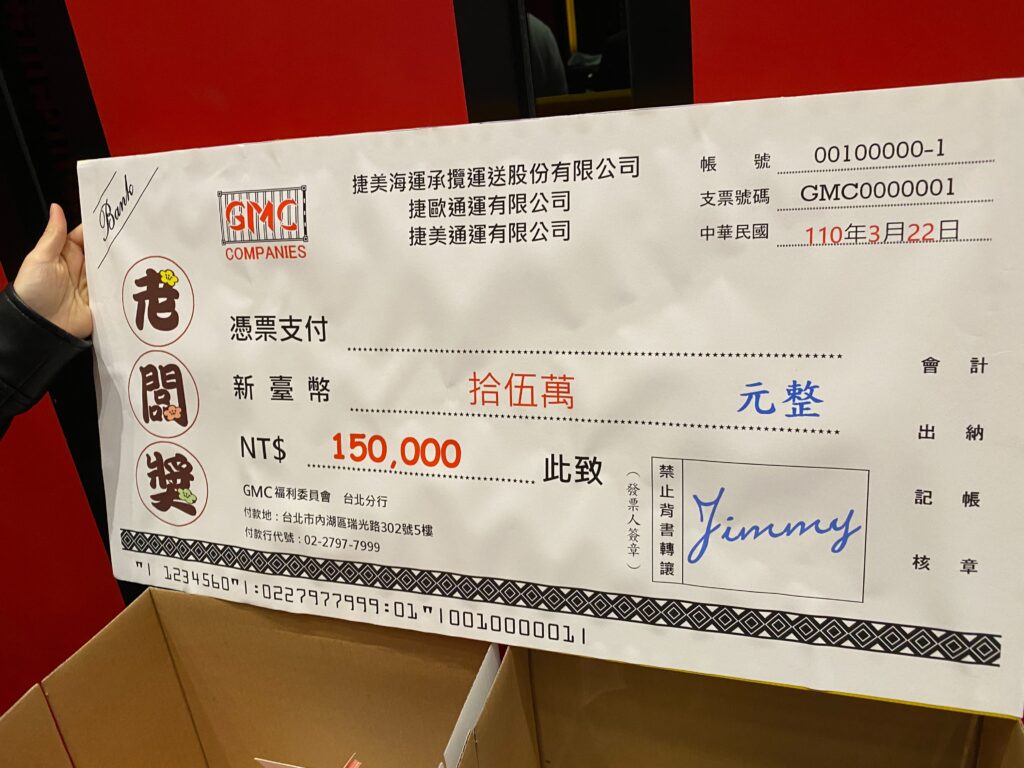 Bank
GMC
COMPANIES
捷美海運承攬運送股份有限公司
捷歐通運有限公司
捷美通運有限公司
帳 號 00100000-1
支票號碼 GMC0000001
中華民國 110年3月22日
老闆獎
憑票支付
新臺幣 拾伍萬 元整
NT$ 150,000 此致
GMC福利委員會 台北分行
付款地：台北市內湖區瑞光路302號5樓
付款行代號：02-2797-7999
（發票人簽章）
禁止背書轉讓
Jimmy
會 計
出 納
記 帳
核 章
"| 1234560"|:0227977999:01"|001000001|